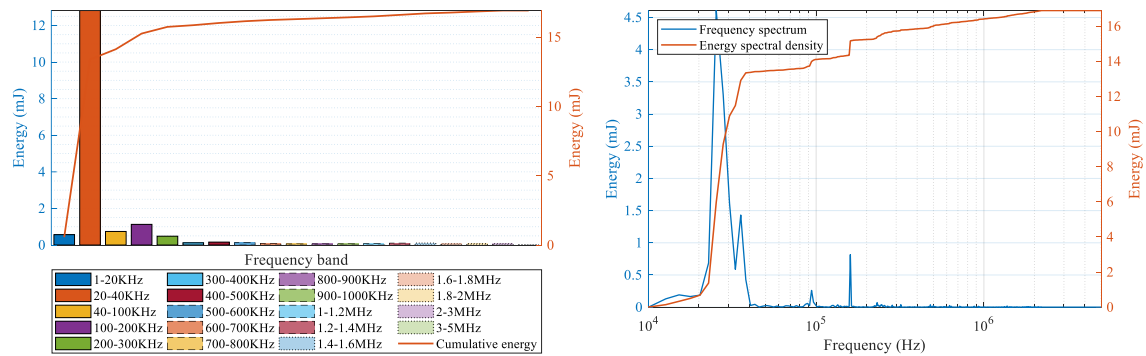 12
10
8
6
4
2
0
Energy (mJ)
15
10
5
0
Energy (mJ)
Frequency band
1-20KHz
20-40KHz
40-100KHz
100-200KHz
200-300KHz
300-400KHz
400-500KHz
500-600KHz
600-700KHz
700-800KHz
800-900KHz
900-1000KHz
1-1.2MHz
1.2-1.4MHz
1.4-1.6MHz
1.6-1.8MHz
1.8-2MHz
2-3MHz
3-5MHz
Cumulative energy
4.5
4
3.5
3
2.5
2
1.5
1
0.5
0
Energy (mJ)
Frequency spectrum
Energy spectral density
16
14
12
10
8
6
4
2
0
Energy (mJ)
10^4
10^5
10^6
Frequency (Hz)